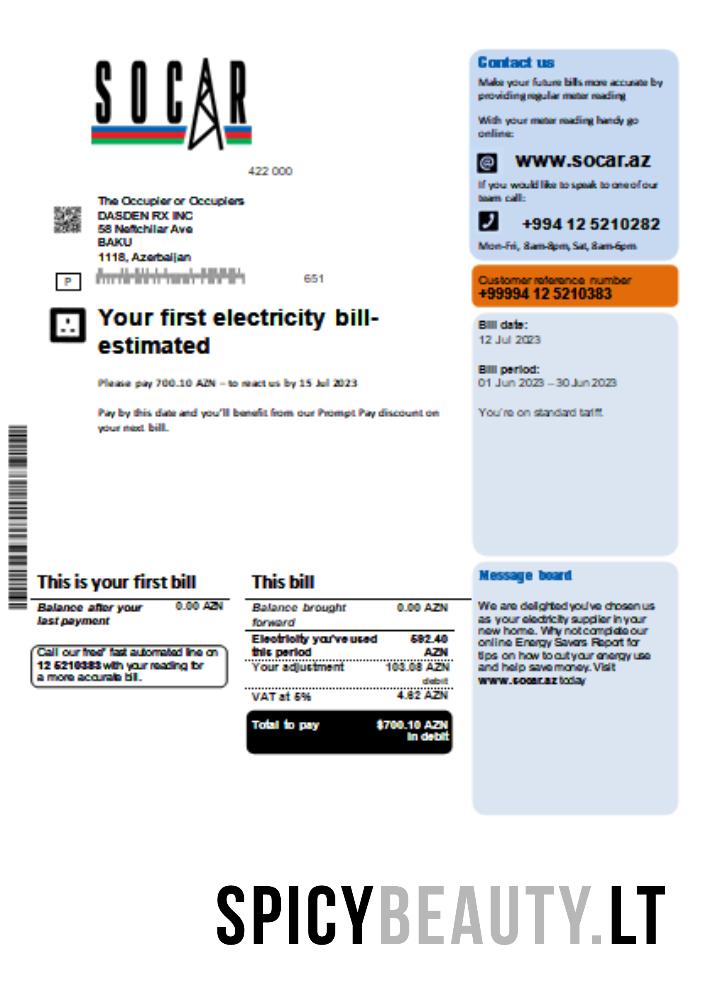 SOCAR
422 000
The Occupier or Occupiers
DASDEN RX INC
58 Neftchilar Ave
BAKU
1118, Azerbaijan
P
651
Your first electricity bill-
estimated
Please pay 700.10 AZN – to react us by 15 Jul 2023
Pay by this date and you'll benefit from our Prompt Pay discount on
your next bill.
Contact us
Make your future bills more accurate by
providing regular meter reading
With your meter reading handy go
online:
@ www.socar.az
If you would like to speak to one of our
team call:
+994 12 5210282
Mon-Fri, 8am-8pm, Sat, 8am-6pm
Customer reference number
+99994 12 5210383
Bill date:
12 Jul 2023
Bill period:
01 Jun 2023 – 30 Jun 2023
You're on standard tariff.
This is your first bill
Balance after your 0.00 AZN
last payment
Call our free* fast automated line on
12 5210383 with your reading for
a more accurate bill.
This bill
Balance brought 0.00 AZN
forward
Electricity you've used 592.40
this period AZN
Your adjustment 103.08 AZN
debit
VAT at 5% 4.62 AZN
Total to pay $700.10 AZN
in debit
Message board
We are delighted you've chosen us
as your electricity supplier in your
new home. Why not complete our
online Energy Savers Report for
tips on how to cut your energy use
and help save money. Visit
www.socar.az today
SPICYBEAUTY.LT